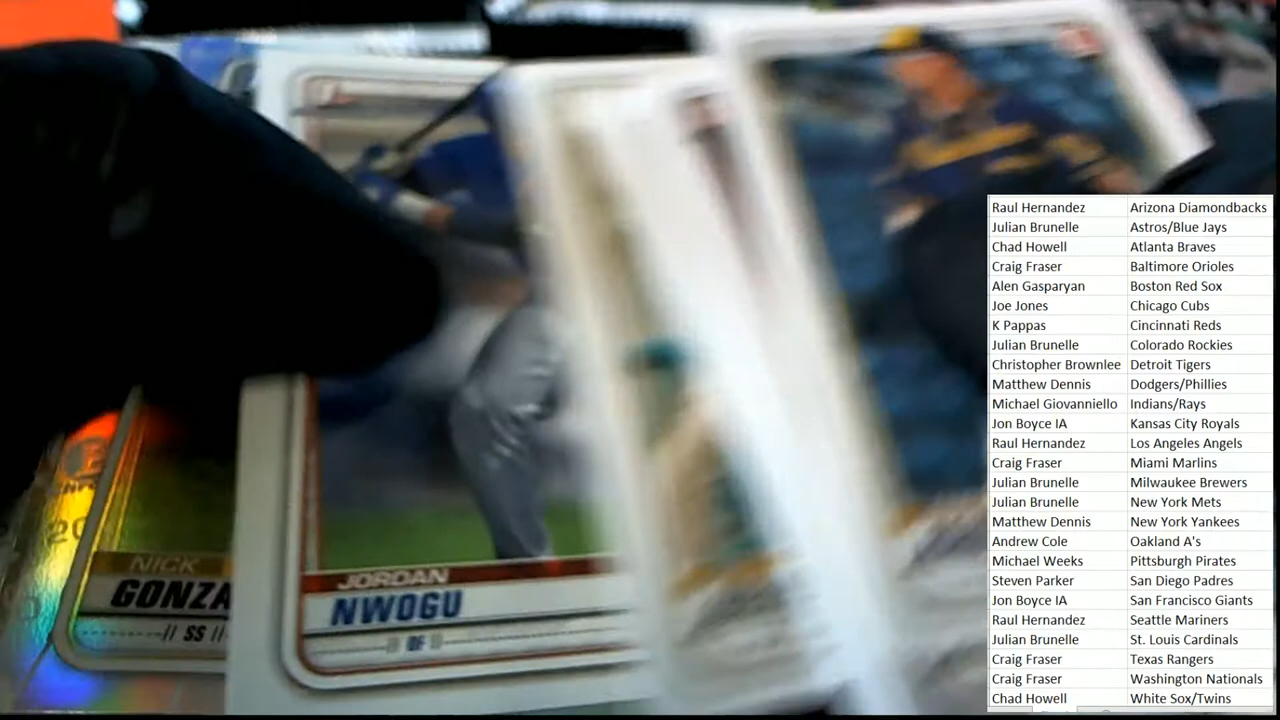 NICK
GONZA
SS
20
JORDAN
NWOGU
OF
Raul Hernandez Arizona Diamondbacks
Julian Brunelle Astros/Blue Jays
Chad Howell Atlanta Braves
Craig Fraser Baltimore Orioles
Alen Gasparyan Boston Red Sox
Joe Jones Chicago Cubs
K Pappas Cincinnati Reds
Julian Brunelle Colorado Rockies
Christopher Brownlee Detroit Tigers
Matthew Dennis Dodgers/Phillies
Michael Giovanniello Indians/Rays
Jon Boyce IA Kansas City Royals
Raul Hernandez Los Angeles Angels
Craig Fraser Miami Marlins
Julian Brunelle Milwaukee Brewers
Julian Brunelle New York Mets
Matthew Dennis New York Yankees
Andrew Cole Oakland A's
Michael Weeks Pittsburgh Pirates
Steven Parker San Diego Padres
Jon Boyce IA San Francisco Giants
Raul Hernandez Seattle Mariners
Julian Brunelle St. Louis Cardinals
Craig Fraser Texas Rangers
Craig Fraser Washington Nationals
Chad Howell White Sox/Twins